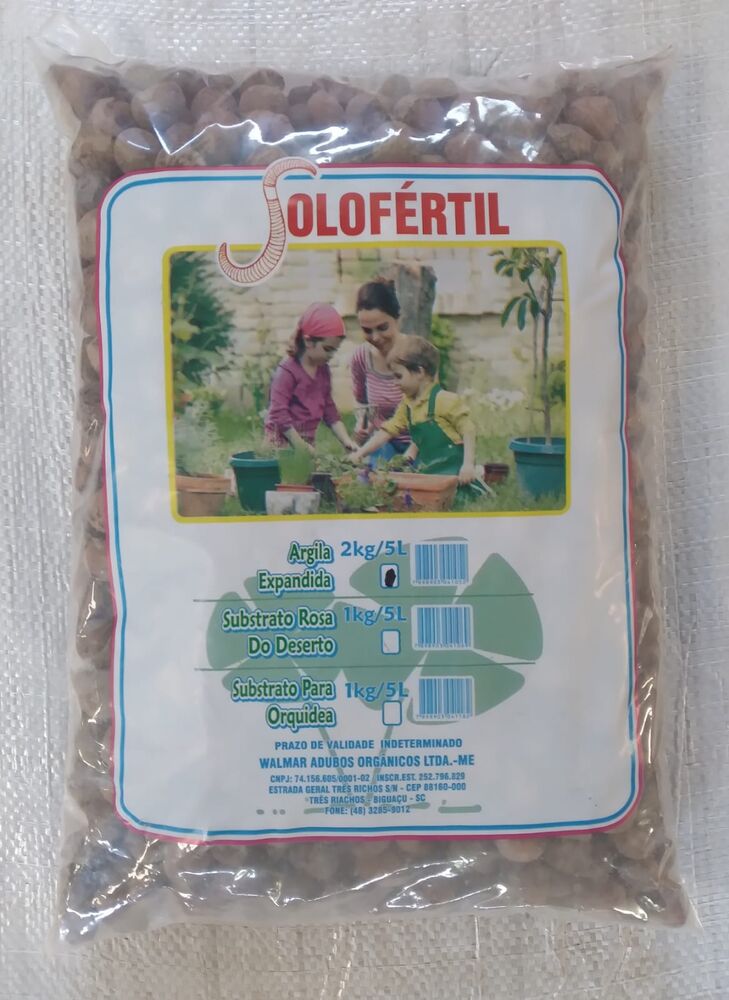 SOLOFÉRTIL
Argila 2kg/5L
Expandida
Substrato Rosa 1kg/5L
Do Deserto
Substrato Para 1kg/5L
Orquidea
PRAZO DE VALIDADE INDETERMINADO
WALMAR ADUBOS ORGÂNICOS LTDA.-ME
CNPJ: 74.156.605/0001-02 INSCR.EST. 252.796.829
ESTRADA GERAL TRÊS RICHOS S/N - CEP 88160-000
TRÊS RIACHOS - BIGUAÇU - SC
FONE: (48) 3285-9012